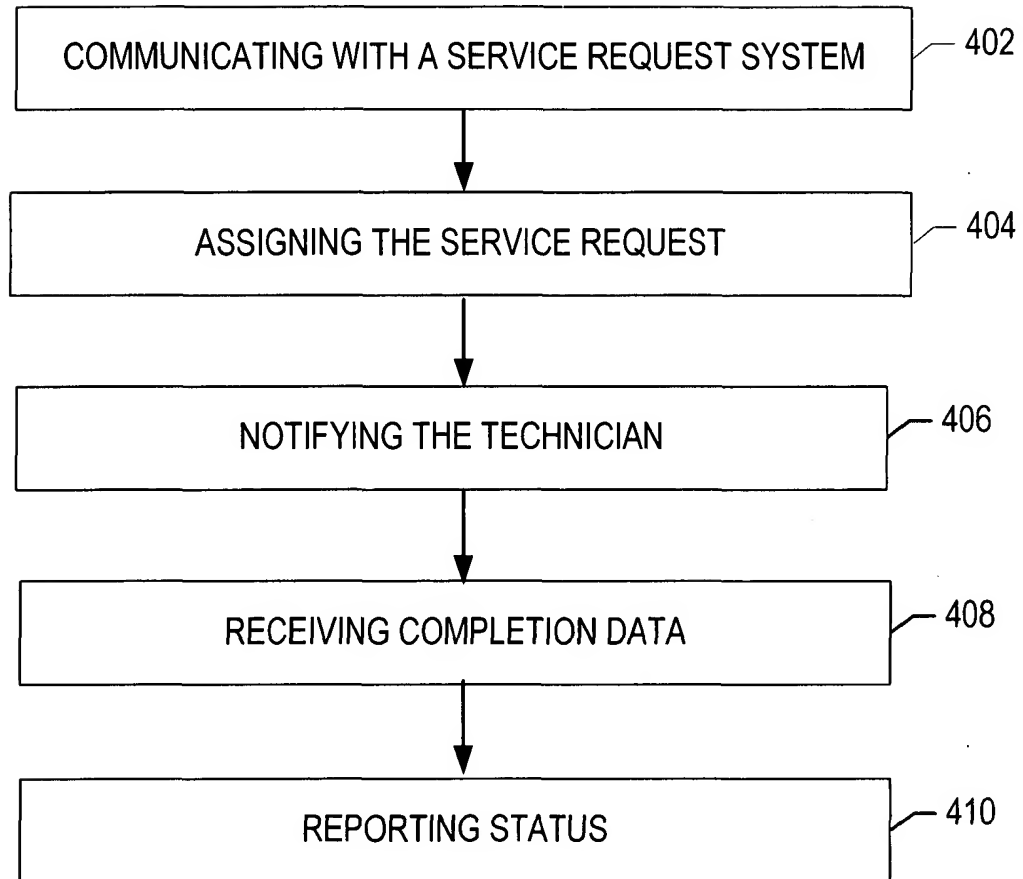 COMMUNICATING WITH A SERVICE REQUEST SYSTEM
402
ASSIGNING THE SERVICE REQUEST
404
NOTIFYING THE TECHNICIAN
406
RECEIVING COMPLETION DATA
408
REPORTING STATUS
410